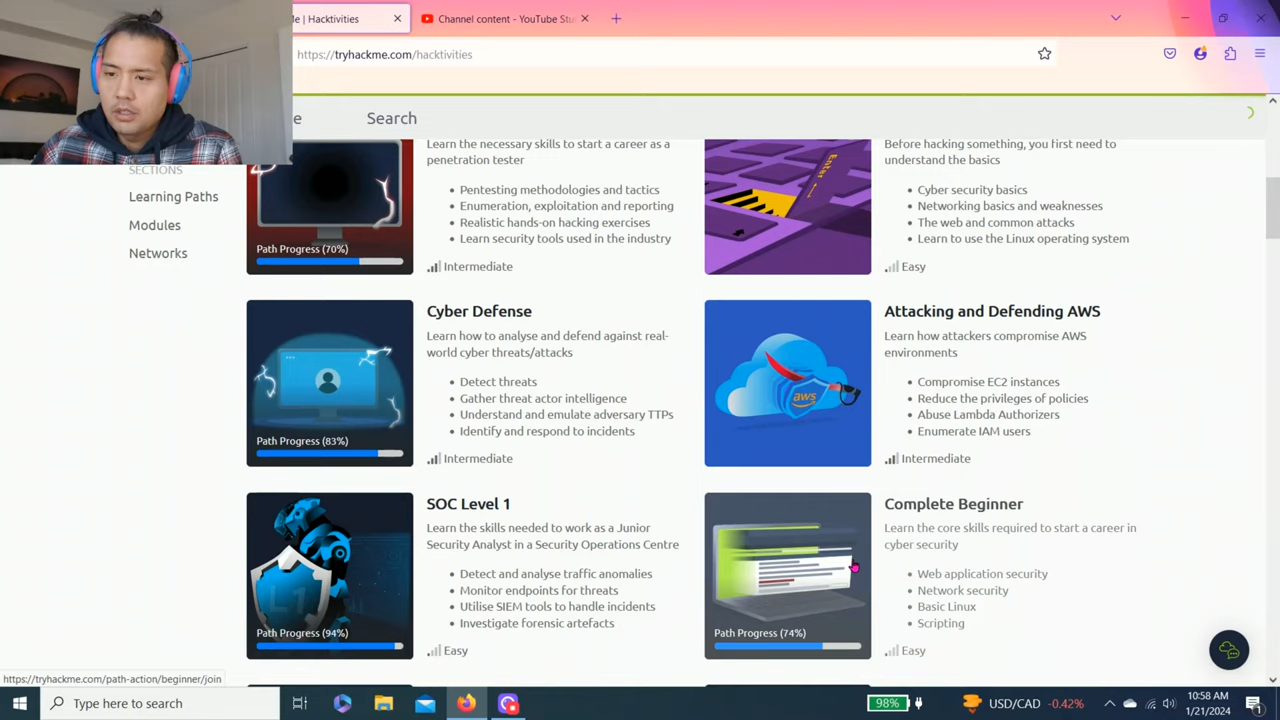 Me | Hacktivities
Channel content - YouTube Stu
https://tryhackme.com/hacktivities
Search
SECTIONS
Learning Paths
Modules
Networks
Learn the necessary skills to start a career as a
penetration tester
• Pentesting methodologies and tactics
• Enumeration, exploitation and reporting
• Realistic hands-on hacking exercises
• Learn security tools used in the industry
Path Progress (70%)
Intermediate
Enter
Before hacking something, you first need to
understand the basics
• Cyber security basics
• Networking basics and weaknesses
• The web and common attacks
• Learn to use the Linux operating system
Easy
Cyber Defense
Learn how to analyse and defend against real-
world cyber threats/attacks
• Detect threats
• Gather threat actor intelligence
• Understand and emulate adversary TTPs
• Identify and respond to incidents
Path Progress (83%)
Intermediate
aws
Attacking and Defending AWS
Learn how attackers compromise AWS
environments
• Compromise EC2 instances
• Reduce the privileges of policies
• Abuse Lambda Authorizers
• Enumerate IAM users
Intermediate
SOC Level 1
Learn the skills needed to work as a Junior
Security Analyst in a Security Operations Centre
• Detect and analyse traffic anomalies
• Monitor endpoints for threats
• Utilise SIEM tools to handle incidents
• Investigate forensic artefacts
L1
Path Progress (94%)
Easy
Complete Beginner
Learn the core skills required to start a career in
cyber security
• Web application security
• Network security
• Basic Linux
• Scripting
Path Progress (74%)
Easy
https://tryhackme.com/path-action/beginner/join
Type here to search
98%
USD/CAD -0.42%
10:58 AM
1/21/2024
1